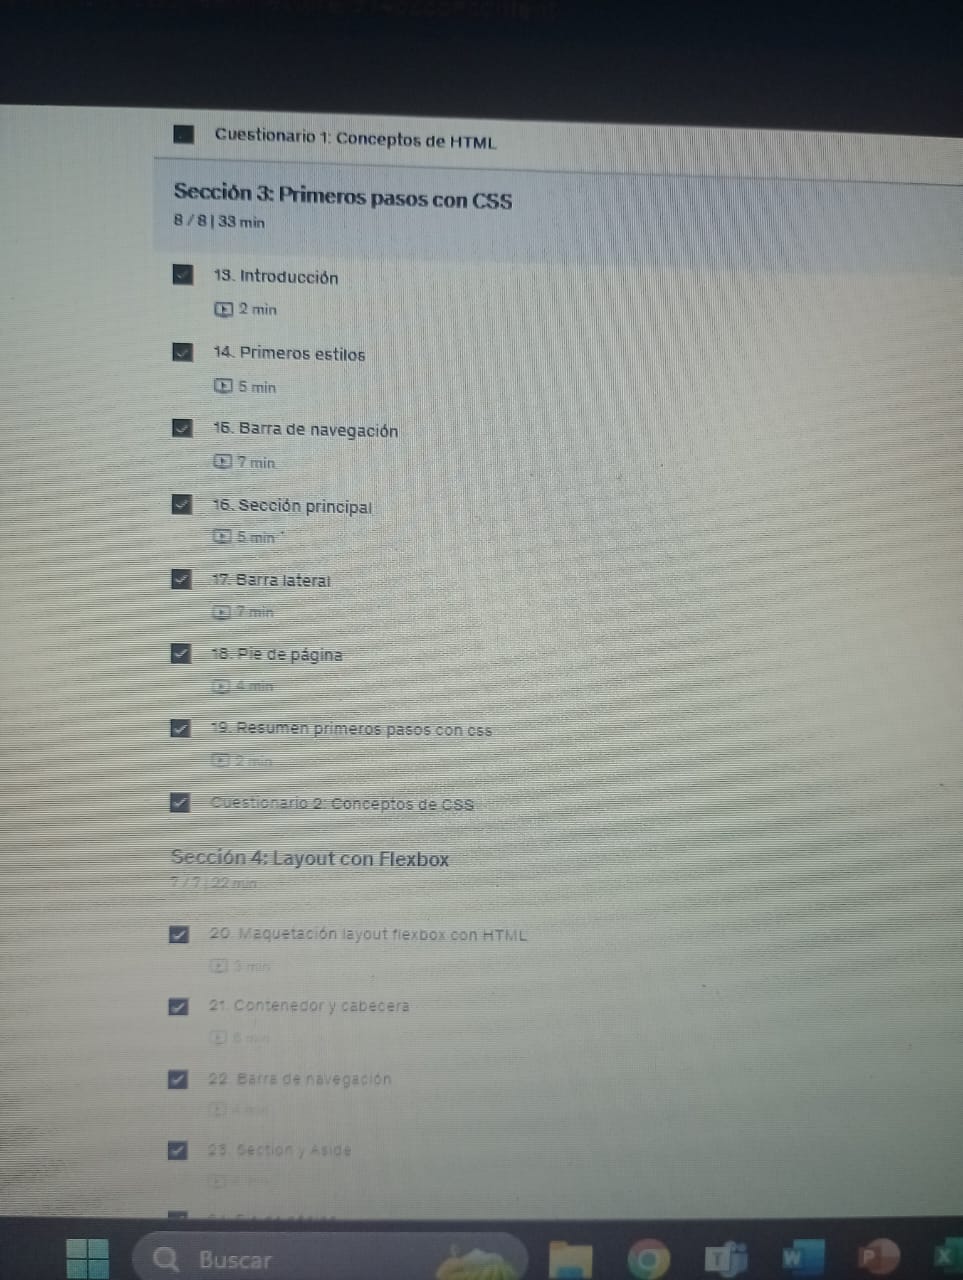 Cuestionario 1: Conceptos de HTML
Sección 3: Primeros pasos con CSS
8 / 8 | 33 min
13. Introducción
2 min
14. Primeros estilos
5 min
15. Barra de navegación
7 min
16. Sección principal
5 min
17. Barra lateral
7 min
18. Pie de página
4 min
19. Resumen primeros pasos con css
2 min
Cuestionario 2: Conceptos de CSS
Sección 4: Layout con Flexbox
7 / 7 | 22 min
20. Maquetación layout flexbox con HTML
3 min
21. Contenedor y cabecera
min
22. Barra de navegación
23. Section y Aside
Buscar